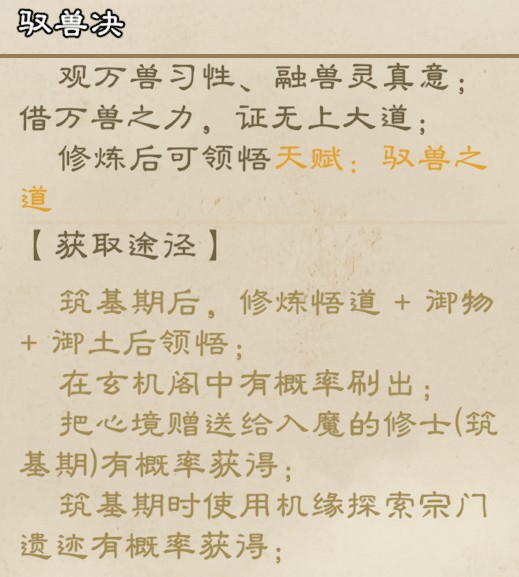 驭兽决
观万兽习性、融兽灵真意；
借万兽之力，证无上大道；
修炼后可领悟天赋：驭兽之
道
【获取途径】
筑基期后，修炼悟道 + 御物
+ 御土后领悟；
在玄机阁中有概率刷出；
把心境赠送给入魔的修士(筑
基期)有概率获得；
筑基期时使用机缘探索宗门
遗迹有概率获得；